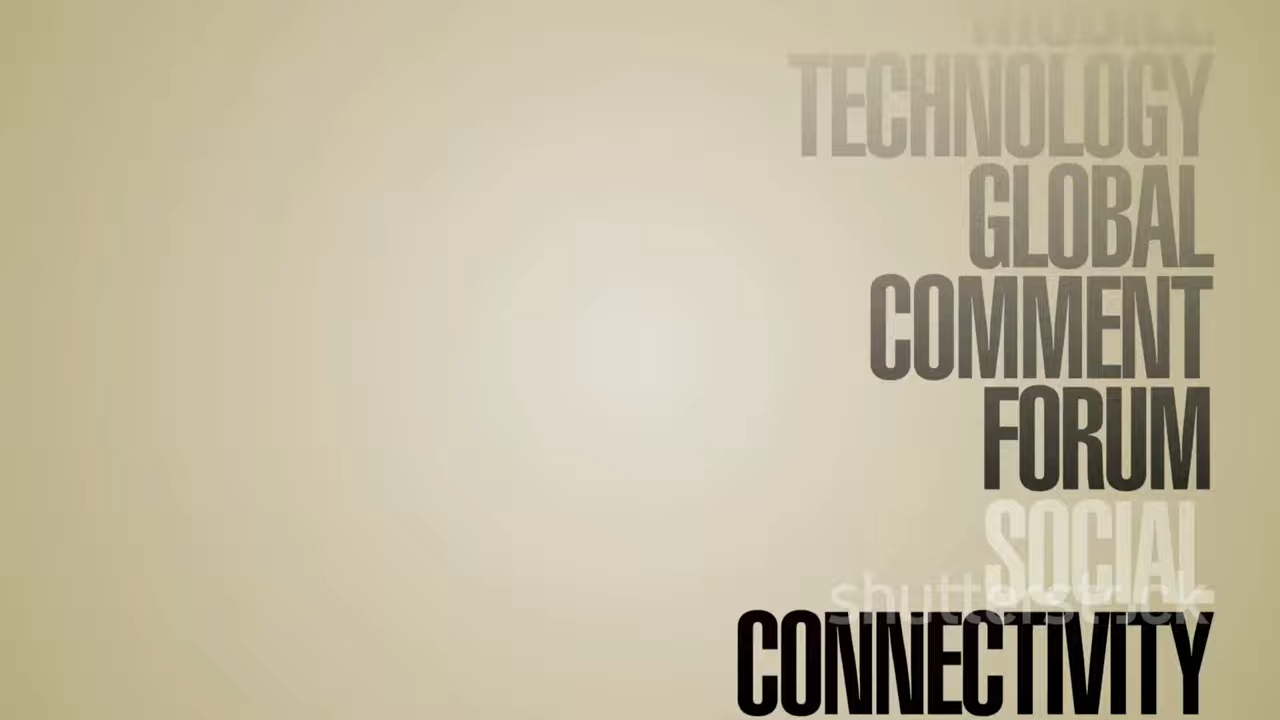 TECHNOLOGY
GLOBAL
COMMENT
FORUM
SOCIAL
shutterstock
CONNECTIVITY